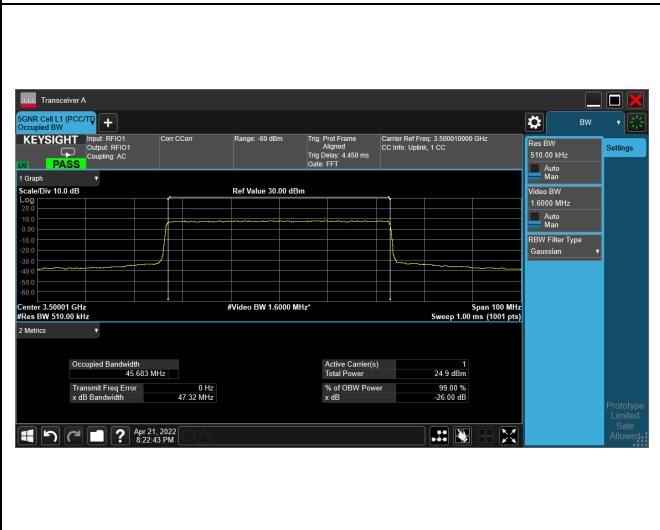 Transceiver A
5GNR Cell L1 (PCC/TD
Occupied BW
BW
KEYSIGHT
PASS
Input: RFIO1
Output: RFIO1
Coupling: AC
Corr CCorr
Range: -60 dBm
Trig: Prot Frame
Aligned
Trig Delay: 4.450 ms
Gate: FFT
Carrier Ref Freq: 3.500010000 GHz
CC Info: Uplink, 1 CC
Res BW
510.00 kHz
Auto
Man
Video BW
1.6000 MHz
Auto
Man
RBW Filter Type
Gaussian
Settings
1 Graph
Scale/Div 10.0 dB
Ref Value 30.00 dBm
Log
20.0
10.0
0.00
-10.0
-20.0
-30.0
-40.0
-50.0
-60.0
Center 3.50001 GHz
#Video BW 1.6000 MHz*
Span 100 MHz
#Res BW 510.00 kHz
Sweep 1.00 ms (1001 pts)
2 Metrics
Occupied Bandwidth
45.683 MHz
Transmit Freq Error 0 Hz
x dB Bandwidth 47.32 MHz
Active Carrier(s) 1
Total Power 24.9 dBm
% of OBW Power 99.00 %
x dB -26.00 dB
Prototype
Limited
Sale
Allowed
?
Apr 21, 2022
8:22:43 PM